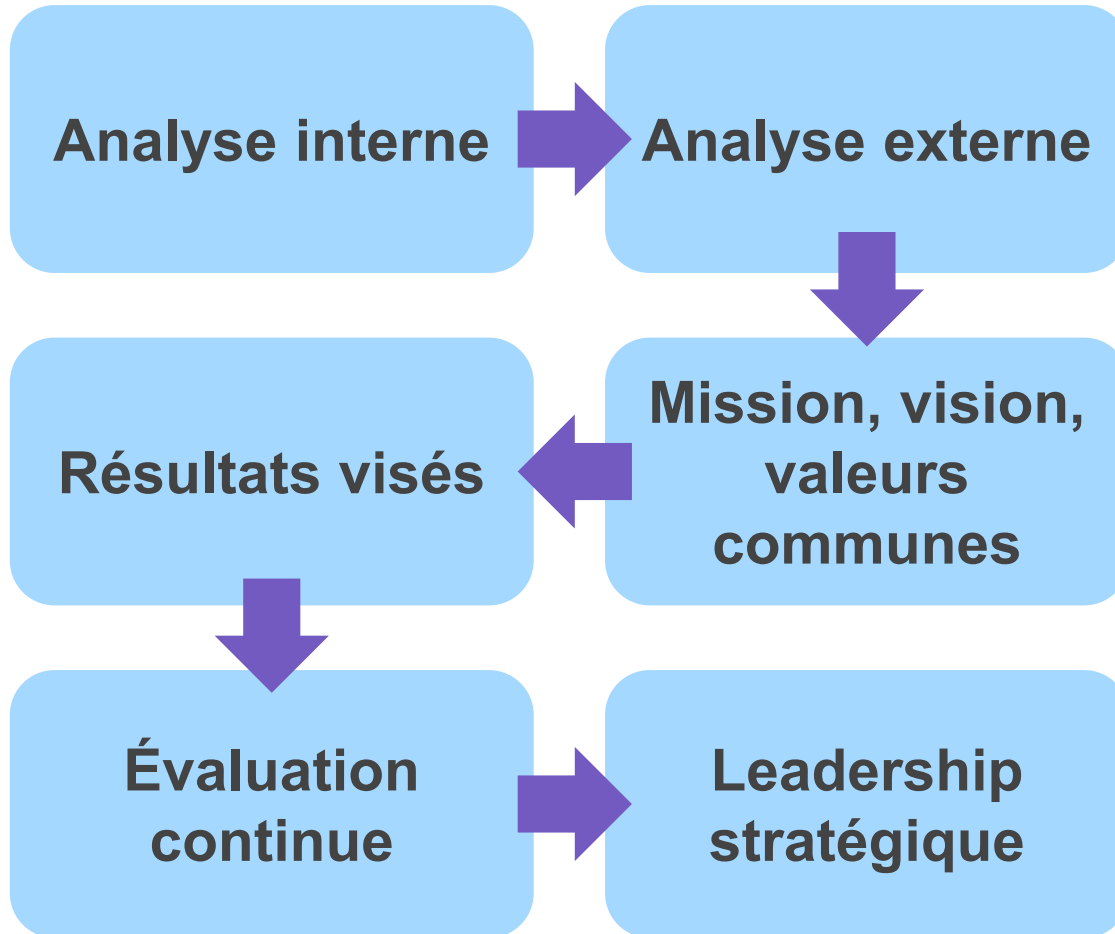 Analyse interne
Analyse externe
Mission, vision,
valeurs
communes
Résultats visés
Évaluation
continue
Leadership
stratégique